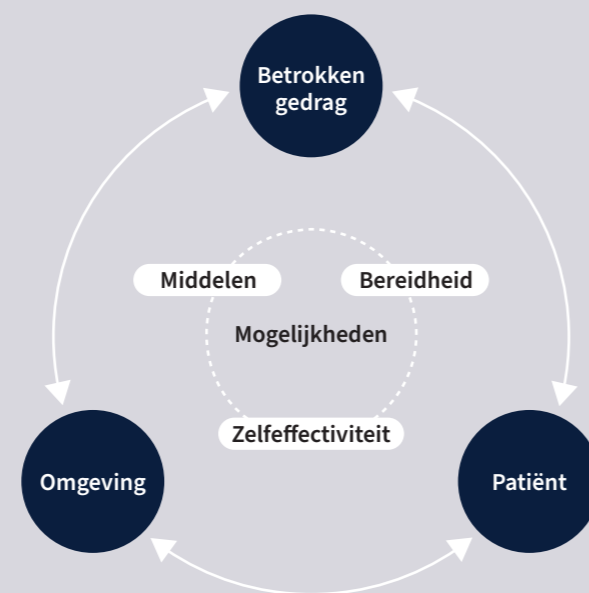 Betrokken
gedrag
Middelen
Bereidheid
Mogelijkheden
Zelfeffectiviteit
Omgeving
Patiënt